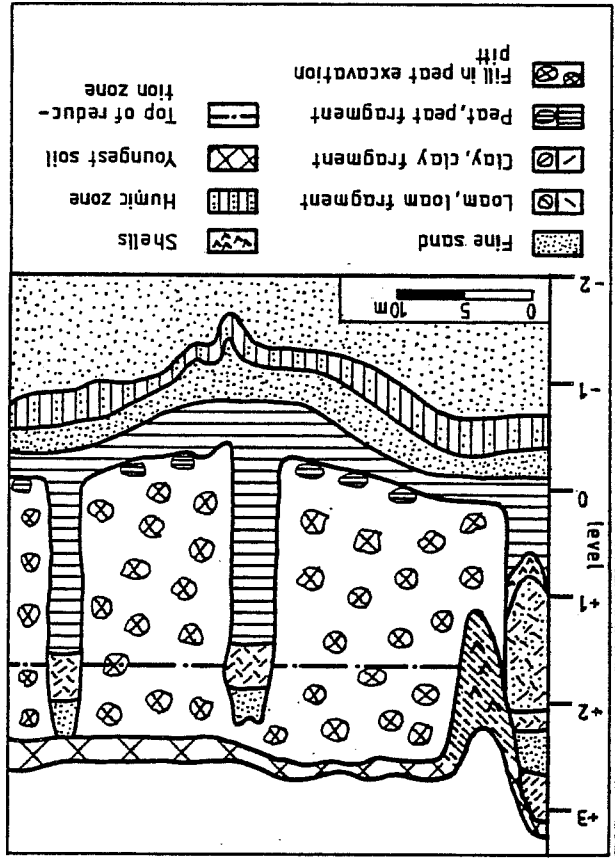 +3
+2
+1
level
0
-1
-2
0 5 10m
Fine sand
Loam, loam fragment
Clay, clay fragment
Peat, peat fragment
Fill in peat excavation
pitt
Shells
Humic zone
Youngest soil
Top of reduc-
tion zone